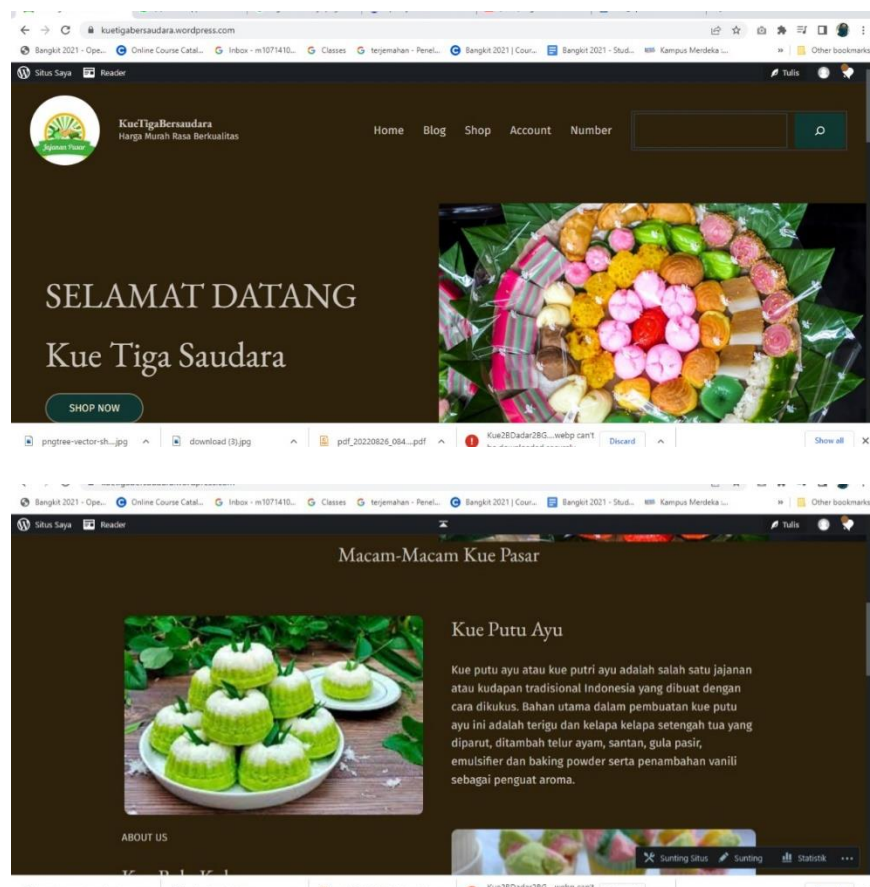 kuetigabersaudara.wordpress.com
Bangkit 2021 - Ope... Online Course Catal... Inbox - m1071410... Classes terjemahan - Penel... Bangkit 2021 | Cour... Bangkit 2021 - Stud... Kampus Merdeka :... Other bookmarks
Situs Saya Reader Tulis
Jajanan Pasar
KueTigaBersaudara
Harga Murah Rasa Berkualitas
Home Blog Shop Account Number
SELAMAT DATANG
Kue Tiga Saudara
SHOP NOW
pngtree-vector-sh....jpg download (3).jpg pdf_20220826_084....pdf Kue2BDadar2BG....webp can't be downloaded securely Discard Show all
Bangkit 2021 - Ope... Online Course Catal... Inbox - m1071410... Classes terjemahan - Penel... Bangkit 2021 | Cour... Bangkit 2021 - Stud... Kampus Merdeka :... Other bookmarks
Situs Saya Reader Tulis
Macam-Macam Kue Pasar
Kue Putu Ayu
Kue putu ayu atau kue putri ayu adalah salah satu jajanan
atau kudapan tradisional Indonesia yang dibuat dengan
cara dikukus. Bahan utama dalam pembuatan kue putu
ayu ini adalah terigu dan kelapa kelapa setengah tua yang
diparut, ditambah telur ayam, santan, gula pasir,
emulsifier dan baking powder serta penambahan vanili
sebagai penguat aroma.
ABOUT US
Sunting Situs Sunting Statistik